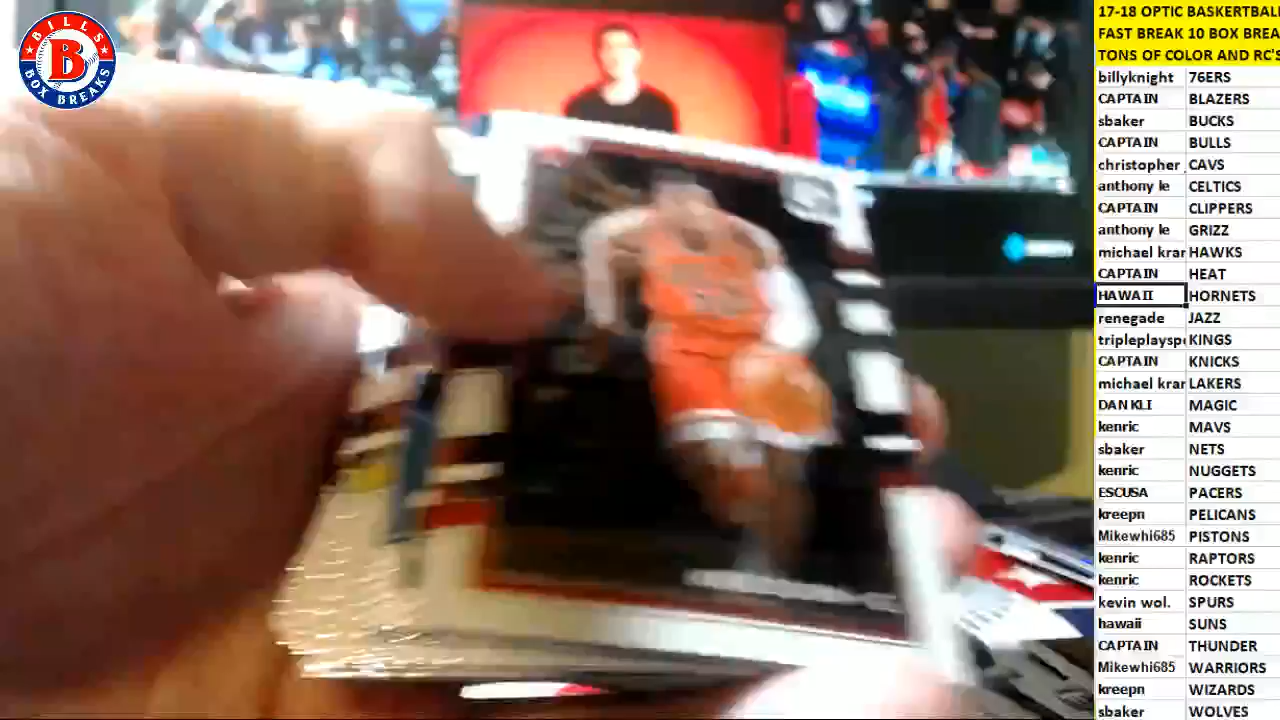 BILLS
B
BOX BREAKS
17-18 OPTIC BASKERTBALL
FAST BREAK 10 BOX BREA
TONS OF COLOR AND RC'S
billyknight 76ERS
CAPTAIN BLAZERS
sbaker BUCKS
CAPTAIN BULLS
christopher CAVS
anthony le CELTICS
CAPTAIN CLIPPERS
anthony le GRIZZ
michael krar HAWKS
CAPTAIN HEAT
HAWAII HORNETS
renegade JAZZ
tripleplayspo KINGS
CAPTAIN KNICKS
michael krar LAKERS
DAN KLI MAGIC
kenric MAVS
sbaker NETS
kenric NUGGETS
ESCUSA PACERS
kreepn PELICANS
Mikewhi685 PISTONS
kenric RAPTORS
kenric ROCKETS
kevin wol. SPURS
hawaii SUNS
CAPTAIN THUNDER
Mikewhi685 WARRIORS
kreepn WIZARDS
sbaker WOLVES